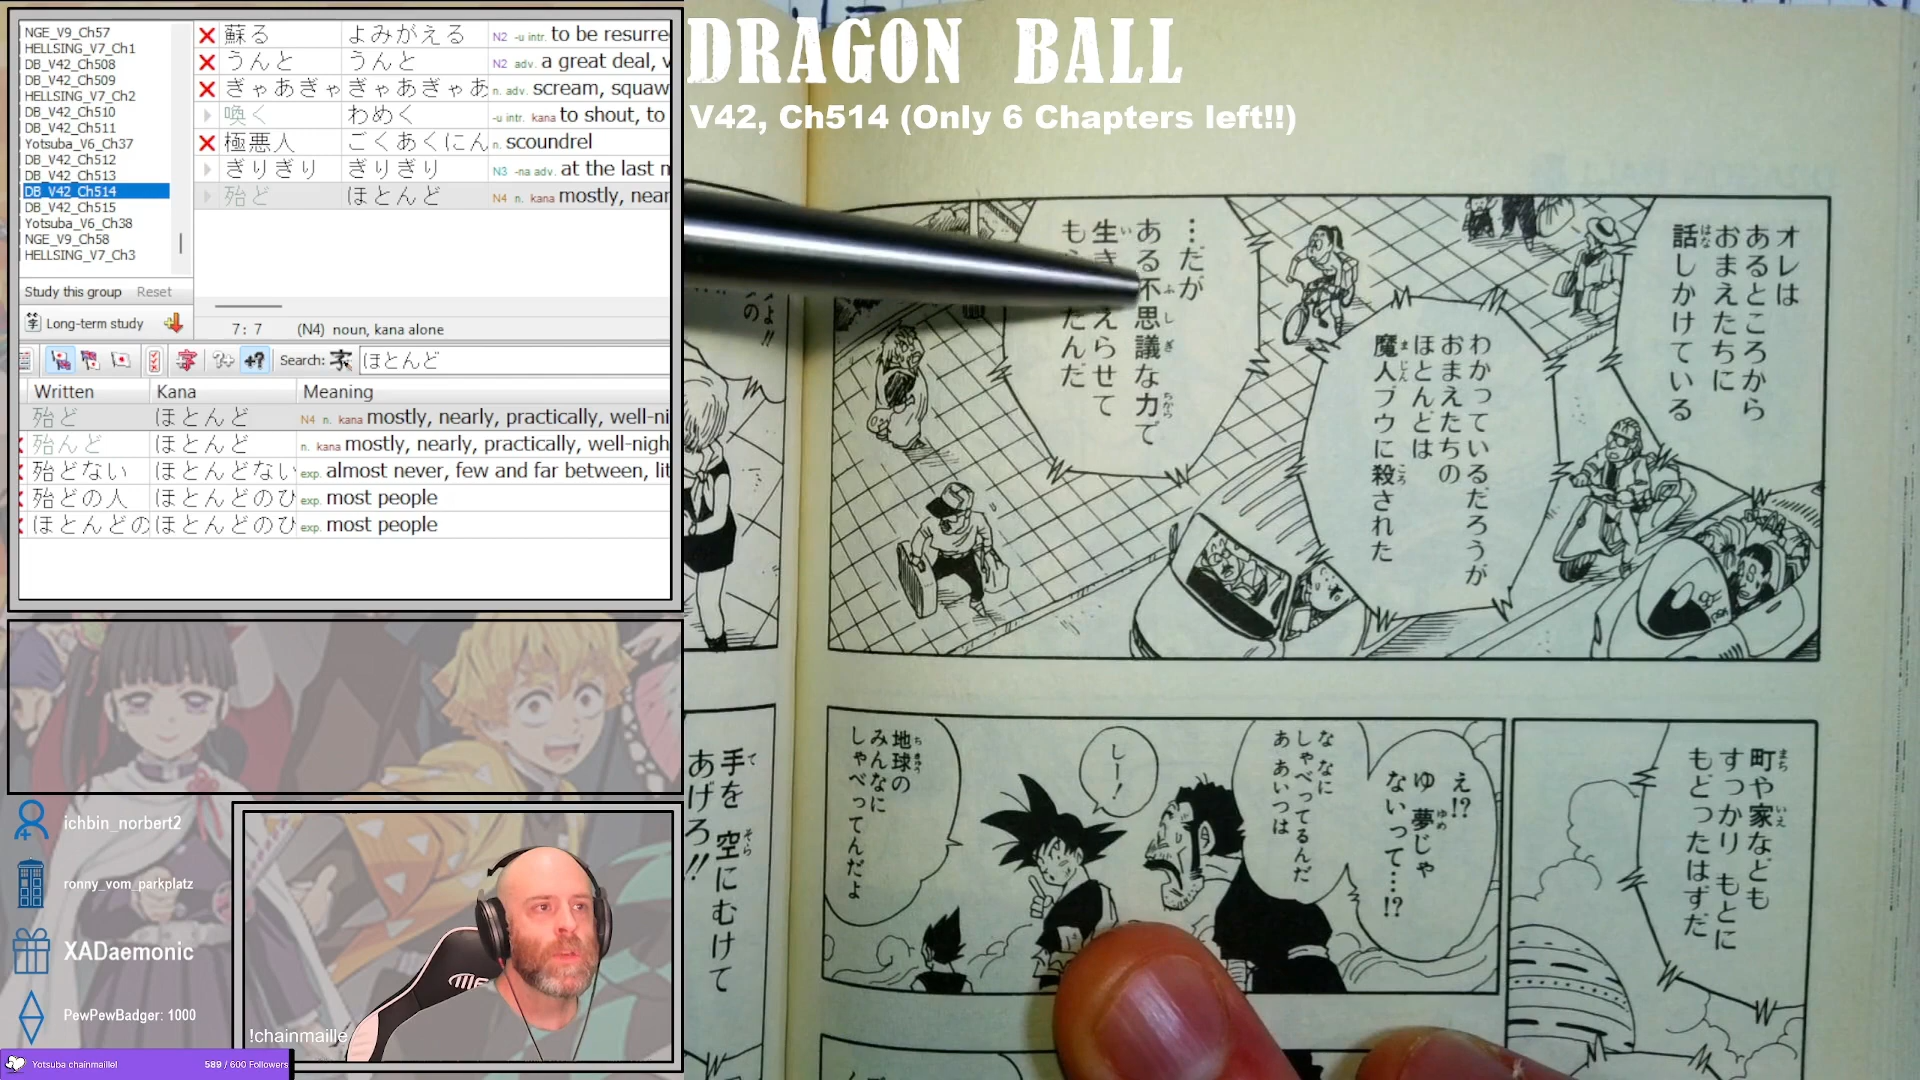 NGE_V9_Ch57
HELLSING_V7_Ch1
DB_V42_Ch508
DB_V42_Ch509
HELLSING_V7_Ch2
DB_V42_Ch510
DB_V42_Ch511
Yotsuba_V6_Ch37
DB_V42_Ch512
DB_V42_Ch513
DB_V42_Ch514
DB_V42_Ch515
Yotsuba_V6_Ch38
NGE_V9_Ch58
HELLSING_V7_Ch3
Study this group Reset
Long-term study
蘇る よみがえる N2 -u intr. to be resurre
うんと うんと N2 adv. a great deal, v
ぎゃあぎゃ ぎゃあぎゃあ n. adv. scream, squaw
喚く わめく -u intr. kana to shout, to
極悪人 ごくあくにん n. scoundrel
ぎりぎり ぎりぎり N3 -na adv. at the last
殆ど ほとんど N4 n. kana mostly, near
7: 7 (N4) noun, kana alone
Search: ほとんど
Written Kana Meaning
殆ど ほとんど N4 n. kana mostly, nearly, practically, well-ni
殆んど ほとんど n. kana mostly, nearly, practically, well-nigh
殆どない ほとんどない exp. almost never, few and far between, lit
殆どの人 ほとんどのひ exp. most people
ほとんどの ほとんどのひ exp. most people
DRAGON BALL
V42, Ch514 (Only 6 Chapters left!!)
オレは
あるところから
おまえたちに
話しかけている
わかっているだろうが
おまえたちの
ほとんどは
魔人ブウに殺された
…だが
ある不思議な力で
生きえらせて
もらたんだ
町や家なども
すっかりもとに
もどったはずだ
え!?
ゆ 夢じゃ
ないって…!?
な なに
しゃべってるんだ
あ あいつは
しー!
地球の
みんなに
しゃべってんだよ
手を空にむけて
あげろ!!
ichbin_norbert2
ronny_vom_parkplatz
XADaemonic
PewPewBadger: 1000
!chainmaille
Yotsuba chainmaille!
589 / 600 Followers